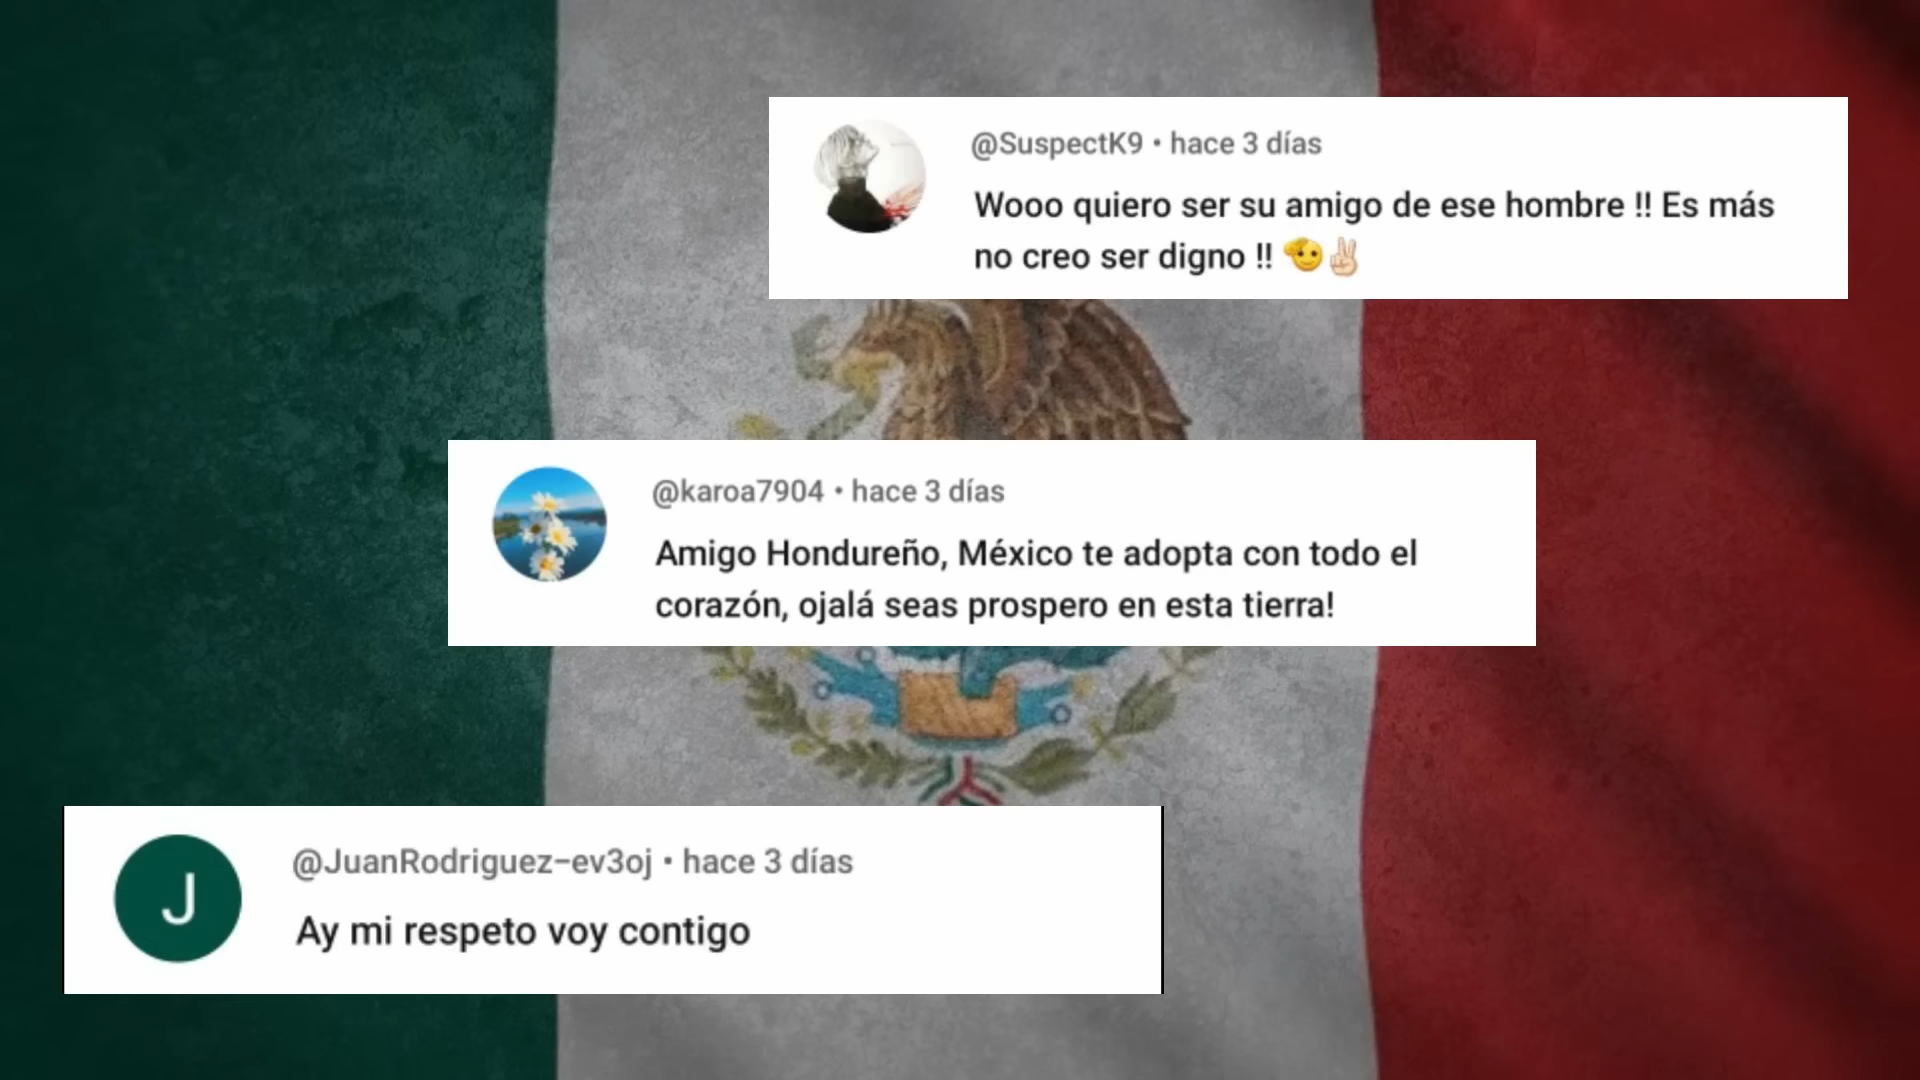 @SuspectK9 • hace 3 días
Wooo quiero ser su amigo de ese hombre !! Es más
no creo ser digno !! 🫡✌🏻
@karoa7904 • hace 3 días
Amigo Hondureño, México te adopta con todo el
corazón, ojalá seas prospero en esta tierra!
J
@JuanRodriguez-ev3oj • hace 3 días
Ay mi respeto voy contigo